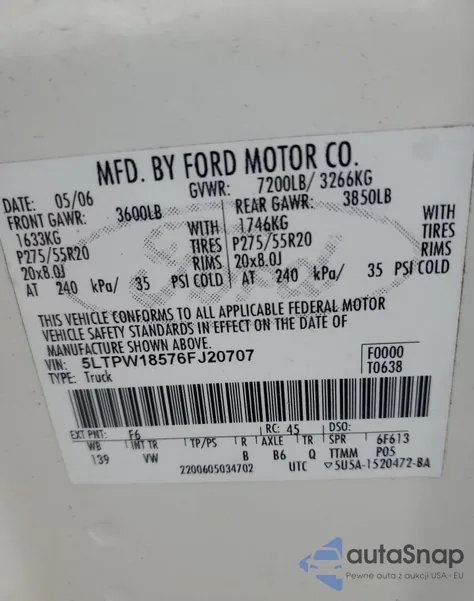 MFD. BY FORD MOTOR CO.
DATE: 05/06 GVWR: 7200LB/ 3266KG
FRONT GAWR: 3600LB REAR GAWR: 3850LB
1633KG WITH 1746KG WITH
P275/55R20 TIRES P275/55R20 TIRES
20x8.0J RIMS 20x8.0J RIMS
AT 240 kPa/ 35 PSI COLD AT 240 kPa/ 35 PSI COLD
THIS VEHICLE CONFORMS TO ALL APPLICABLE FEDERAL MOTOR
VEHICLE SAFETY STANDARDS IN EFFECT ON THE DATE OF
MANUFACTURE SHOWN ABOVE.
VIN: 5LTPW18576FJ20707 F0000
TYPE: Truck T0638
EXT PNT: F6 RC: 45 DSO:
WB INT TR TP/PS R AXLE TR SPR 6F613
139 VW B B6 Q TTMM P05
2200605034702 UTC ▽5U5A-1520472-BA
Ford
autoSnap
Pewne auta z aukcji USA i EU